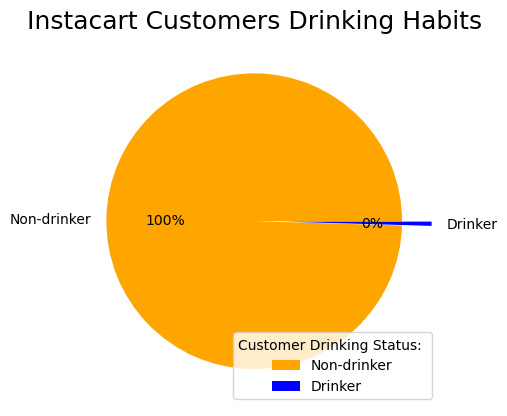 Instacart Customers Drinking Habits
Non-drinker
100%
0%
Drinker
Customer Drinking Status:
Non-drinker
Drinker